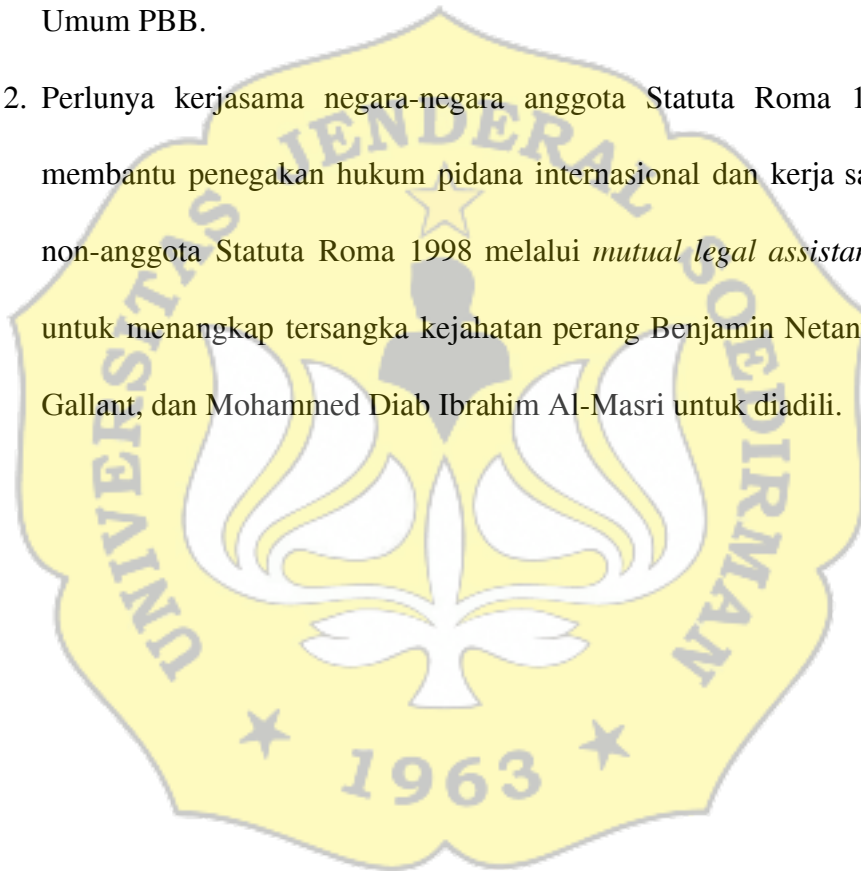 Umum PBB.
2. Perlunya kerjasama negara-negara anggota Statuta Roma 1
membantu penegakan hukum pidana internasional dan kerja sa
non-anggota Statuta Roma 1998 melalui mutual legal assistan
untuk menangkap tersangka kejahatan perang Benjamin Netan
Gallant, dan Mohammed Diab Ibrahim Al-Masri untuk diadili.
UNIVERSITAS JENDERAL SOEDIRMAN
1963